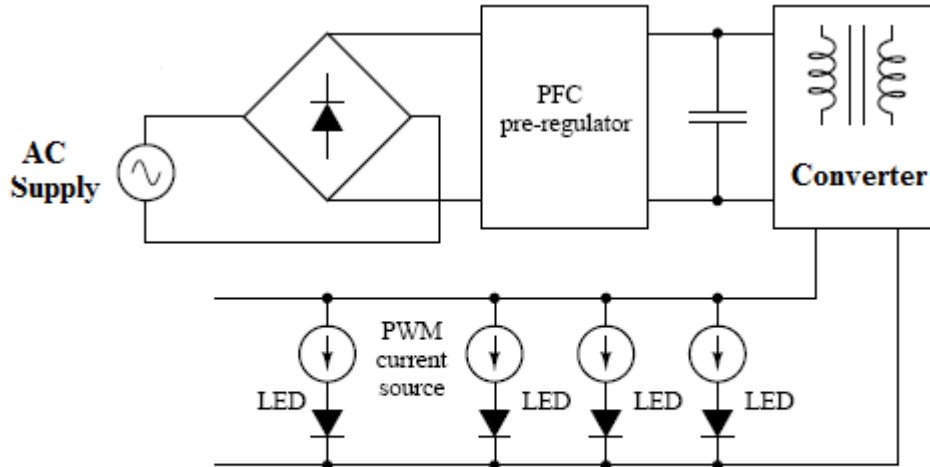 PFC
pre-regulator
AC
Supply
Converter
PWM
current
source
LED
LED
LED
LED